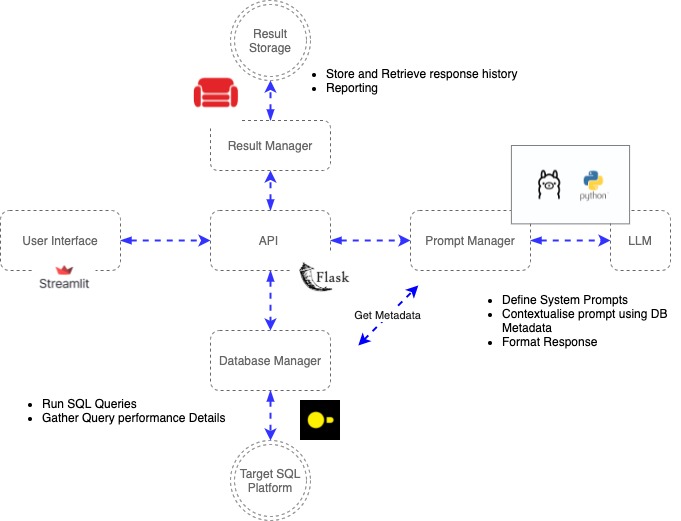 Result
Storage
Store and Retrieve response history
Reporting
Result Manager
python
User Interface
API
Prompt Manager
LLM
Streamlit
Flask
Get Metadata
Define System Prompts
Contextualise prompt using DB
Metadata
Format Response
Database Manager
Run SQL Queries
Gather Query performance Details
Target SQL
Platform